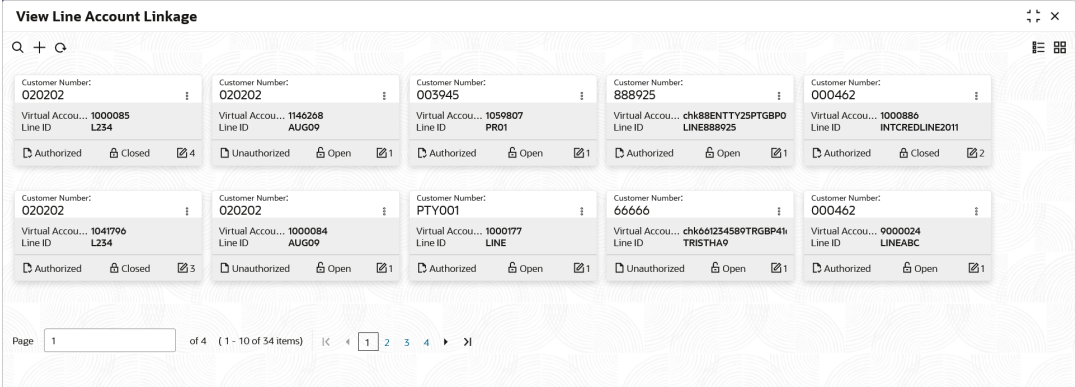 View Line Account Linkage
Customer Number:
020202
Virtual Accou... 1000085
Line ID L234
Authorized Closed 4
Customer Number:
020202
Virtual Accou... 1146268
Line ID AUG09
Unauthorized Open 1
Customer Number:
003945
Virtual Accou... 1059807
Line ID PR01
Authorized Open 1
Customer Number:
888925
Virtual Accou... chk88ENTTY25PTGBP0
Line ID LINE888925
Authorized Open 1
Customer Number:
000462
Virtual Accou... 1000886
Line ID INTCREDLINE2011
Authorized Closed 2
Customer Number:
020202
Virtual Accou... 1041796
Line ID L234
Authorized Closed 3
Customer Number:
020202
Virtual Accou... 1000084
Line ID AUG09
Unauthorized Open 1
Customer Number:
PTY001
Virtual Accou... 1000177
Line ID LINE
Authorized Open 1
Customer Number:
66666
Virtual Accou... chk661234589TRGBP41
Line ID TRISTHA9
Unauthorized Open 1
Customer Number:
000462
Virtual Accou... 9000024
Line ID LINEABC
Authorized Open 1
Page 1 of 4 ( 1 - 10 of 34 items) 1 2 3 4